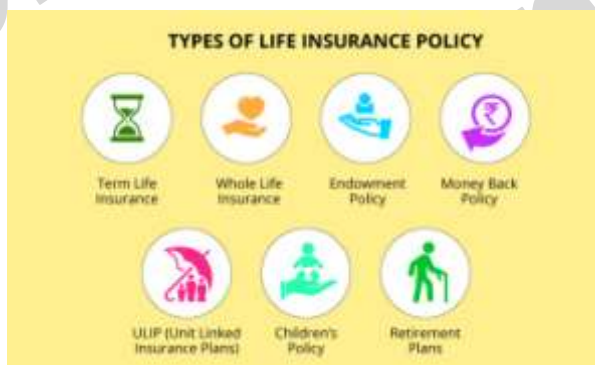 TYPES OF LIFE INSURANCE POLICY
Term Life
Insurance
Whole Life
Insurance
Endowment
Policy
Money Back
Policy
ULIP (Unit Linked
Insurance Plans)
Children's
Policy
Retirement
Plans